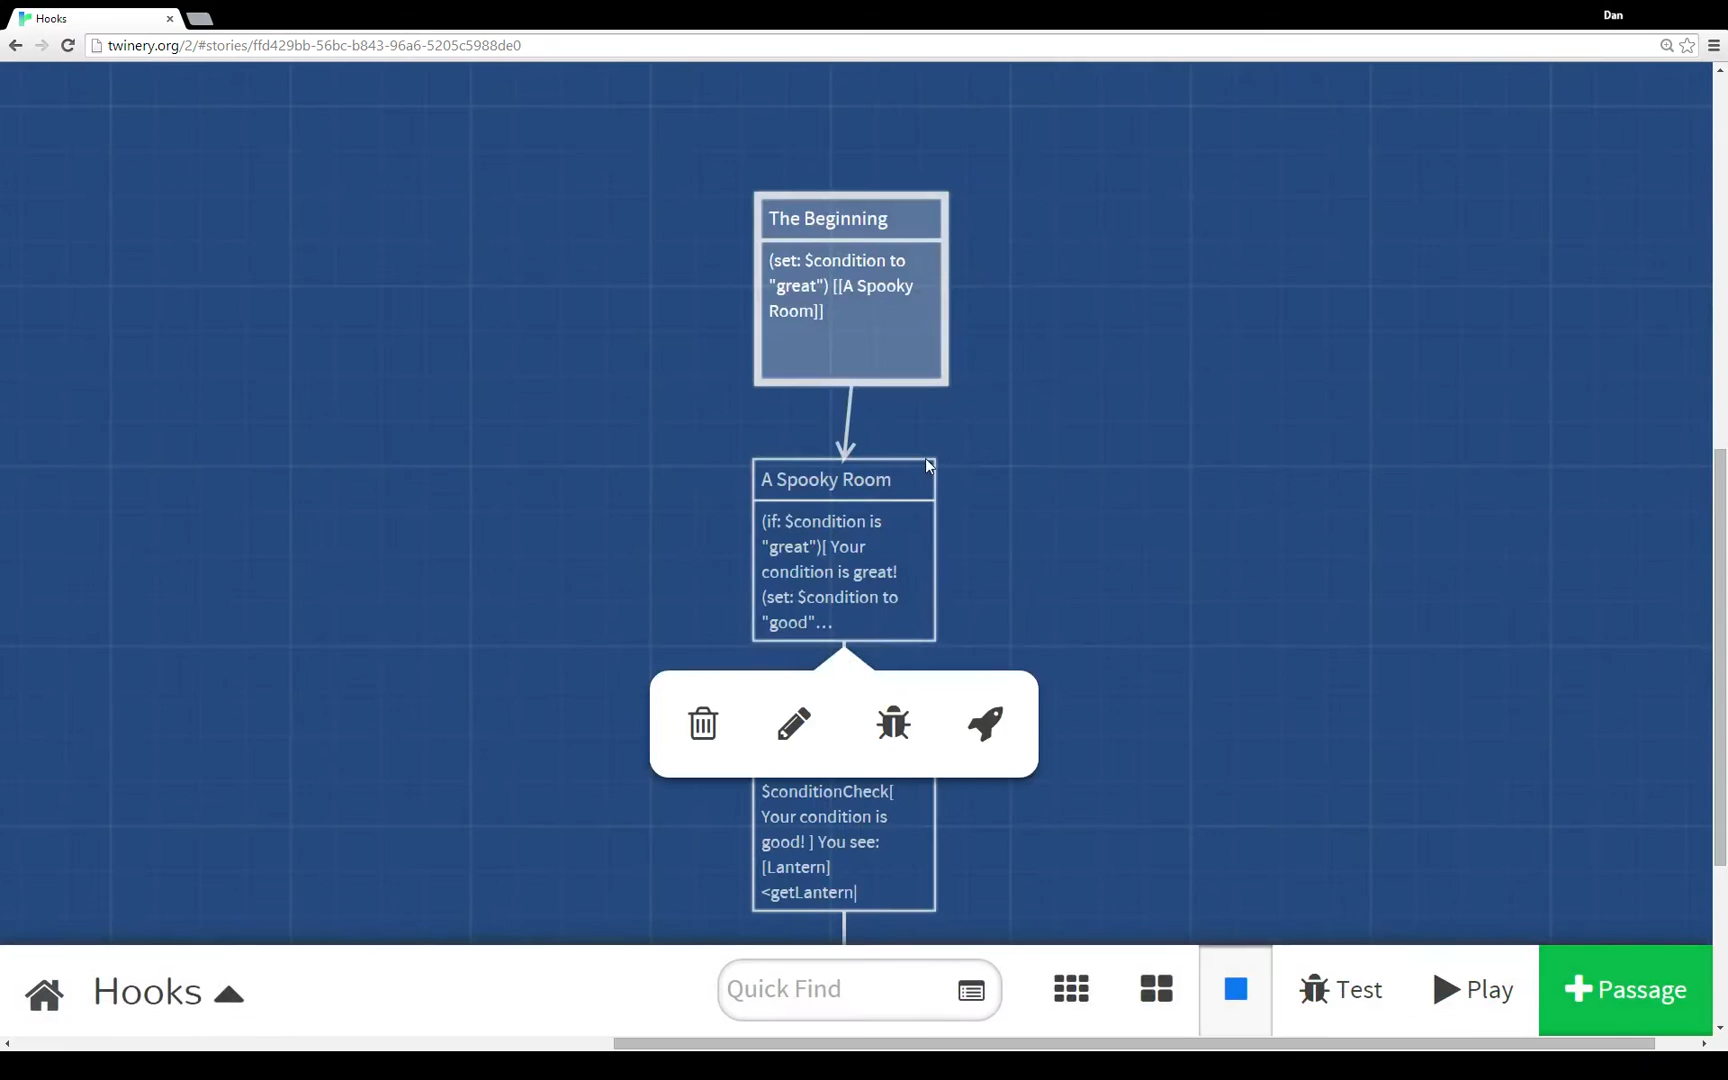 Hooks
Dan
twinery.org/2/#stories/ffd429bb-56bc-b843-96a6-5205c5988de0
The Beginning
(set: $condition to
"great") [[A Spooky
Room]]
A Spooky Room
(if: $condition is
"great")[ Your
condition is great!
(set: $condition to
"good"...
$conditionCheck[
Your condition is
good! ] You see:
[Lantern]
<getLantern|
Hooks
Quick Find
Test
Play
Passage